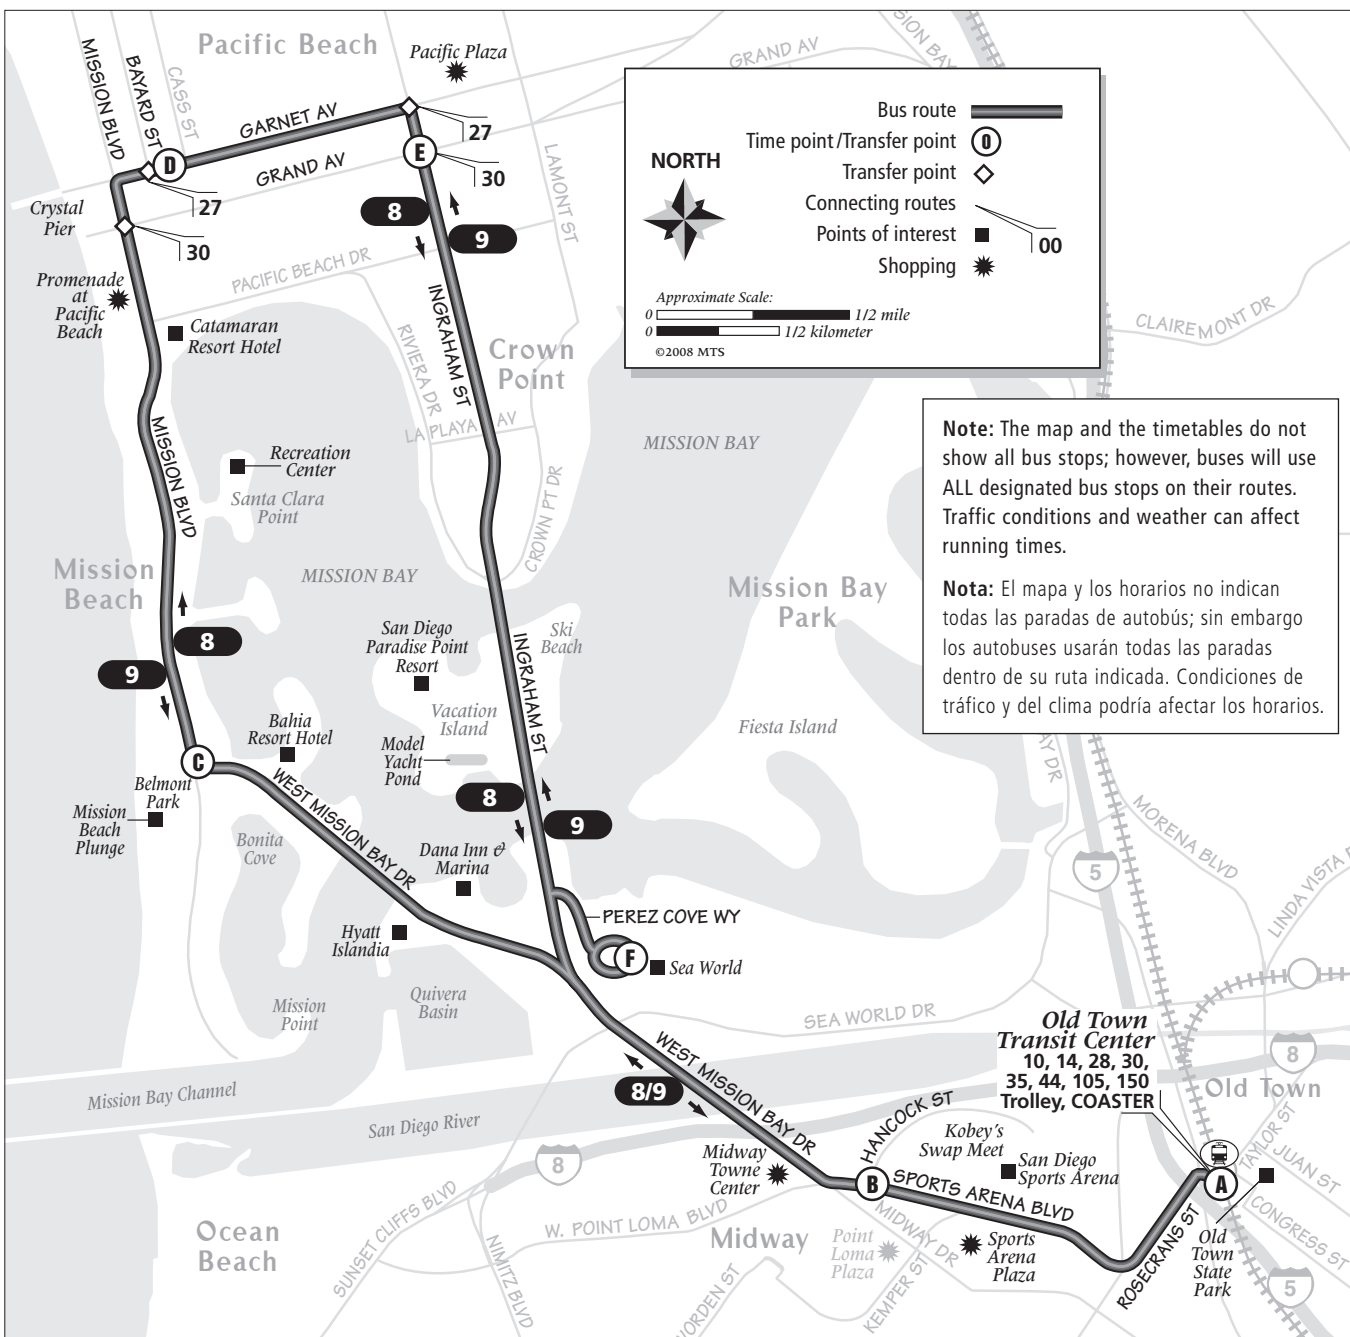 Pacific Beach
Pacific Plaza
MISSION BLVD
BAYARD ST
CASS ST
GARNET AV
GRAND AV
27
E
30
D
27
30
Crystal
Pier
8
9
LAMONT ST
GRAND AV
Bus route
Time point/Transfer point
0
Transfer point
Connecting routes
00
Points of interest
Shopping
NORTH
Approximate Scale:
0
1/2 mile
0
1/2 kilometer
©2008 MTS
CLAIREMONT DR
Promenade
at
Pacific
Beach
PACIFIC BEACH DR
Catamaran
Resort Hotel
RIVIERA DR
INGRAHAM ST
Crown
Point
LA PLAYA AV
MISSION BAY
MISSION BLVD
Recreation
Center
Santa Clara
Point
CROWN PT DR
Note: The map and the timetables do not
show all bus stops; however, buses will use
ALL designated bus stops on their routes.
Traffic conditions and weather can affect
running times.
Nota: El mapa y los horarios no indican
todas las paradas de autobús; sin embargo
los autobuses usarán todas las paradas
dentro de su ruta indicada. Condiciones de
tráfico y del clima podría afectar los horarios.
Mission
Beach
MISSION BAY
Mission Bay
Park
8
9
San Diego
Paradise Point
Resort
Ski
Beach
INGRAHAM ST
Vacation
Island
Fiesta Island
Bahia
Resort Hotel
Model
Yacht
Pond
C
Belmont
Park
Mission
Beach
Plunge
WEST MISSION BAY DR
8
9
Bonita
Cove
Dana Inn &
Marina
MORENA BLVD
5
LINDA VISTA
PEREZ COVE WY
F
Sea World
Hyatt
Islandia
Mission
Point
Quivera
Basin
SEA WORLD DR
Old Town
Transit Center
10, 14, 28, 30,
35, 44, 105, 150
Trolley, COASTER
8
Old Town
Mission Bay Channel
San Diego River
8/9
WEST MISSION BAY DR
8
HANCOCK ST
Kobey's
Swap Meet
San Diego
Sports Arena
TAYLOR ST
JUAN ST
CONGRESS ST
Midway
Towne
Center
B
SPORTS ARENA BLVD
A
Old
Town
State
Park
ROSECRANS ST
5
Ocean
Beach
SUNSET CLIFFS BLVD
NIMITZ BLVD
W. POINT LOMA BLVD
Midway
MIDWAY DR
Point
Loma
Plaza
KEMPER ST
Sports
Arena
Plaza